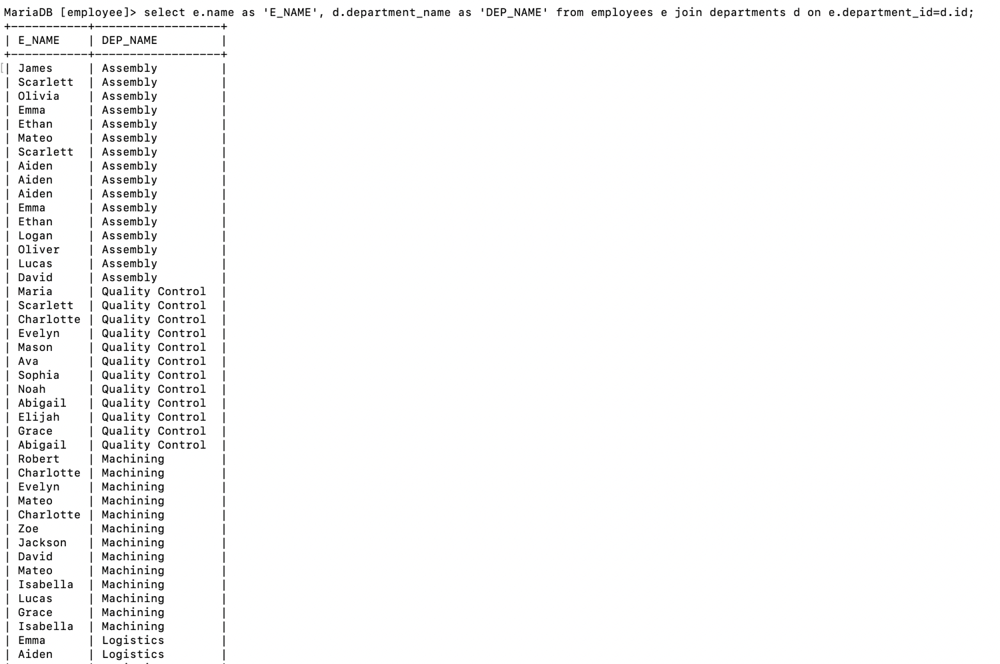 MariaDB [employee]> select e.name as 'E_NAME', d.department_name as 'DEP_NAME' from employees e join departments d on e.department_id=d.id;
+-----------+------------------+
| E_NAME    | DEP_NAME         |
+-----------+------------------+
[| James     | Assembly         |
| Scarlett  | Assembly         |
| Olivia    | Assembly         |
| Emma      | Assembly         |
| Ethan     | Assembly         |
| Mateo     | Assembly         |
| Scarlett  | Assembly         |
| Aiden     | Assembly         |
| Aiden     | Assembly         |
| Aiden     | Assembly         |
| Emma      | Assembly         |
| Ethan     | Assembly         |
| Logan     | Assembly         |
| Oliver    | Assembly         |
| Lucas     | Assembly         |
| David     | Assembly         |
| Maria     | Quality Control  |
| Scarlett  | Quality Control  |
| Charlotte | Quality Control  |
| Evelyn    | Quality Control  |
| Mason     | Quality Control  |
| Ava       | Quality Control  |
| Sophia    | Quality Control  |
| Noah      | Quality Control  |
| Abigail   | Quality Control  |
| Elijah    | Quality Control  |
| Grace     | Quality Control  |
| Abigail   | Quality Control  |
| Robert    | Machining        |
| Charlotte | Machining        |
| Evelyn    | Machining        |
| Mateo     | Machining        |
| Charlotte | Machining        |
| Zoe       | Machining        |
| Jackson   | Machining        |
| David     | Machining        |
| Mateo     | Machining        |
| Isabella  | Machining        |
| Lucas     | Machining        |
| Grace     | Machining        |
| Isabella  | Machining        |
| Emma      | Logistics        |
| Aiden     | Logistics        |